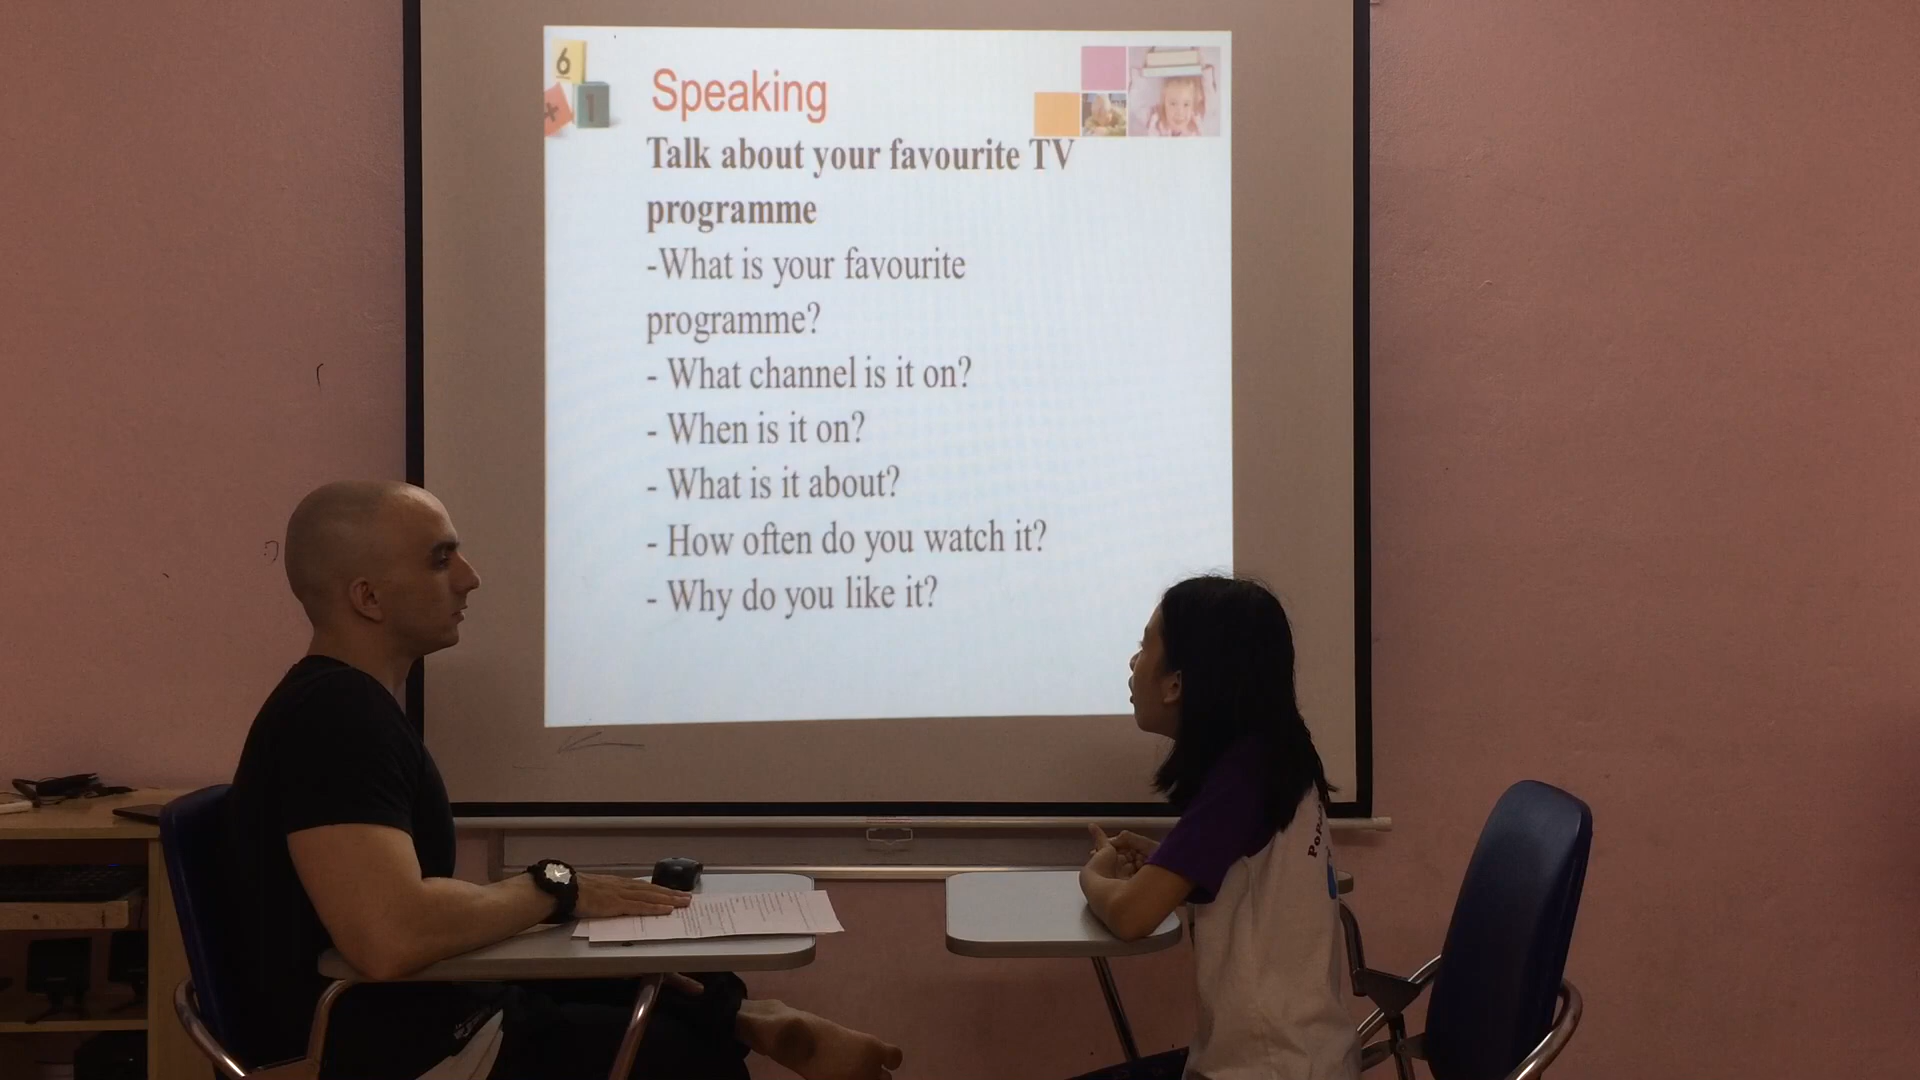 6
1
Speaking
Talk about your favourite TV
programme
-What is your favourite
programme?
- What channel is it on?
- When is it on?
- What is it about?
- How often do you watch it?
- Why do you like it?